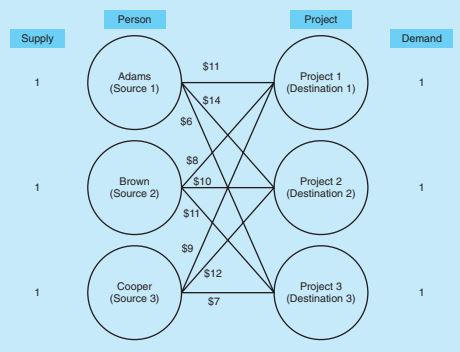 Person
Project
Supply
Demand
$11
1
Adams
(Source 1)
Project 1
(Destination 1)
1
$14
$6
$8
1
Brown
(Source 2)
$10
Project 2
(Destination 2)
1
$11
$9
$12
1
Cooper
(Source 3)
$7
Project 3
(Destination 3)
1